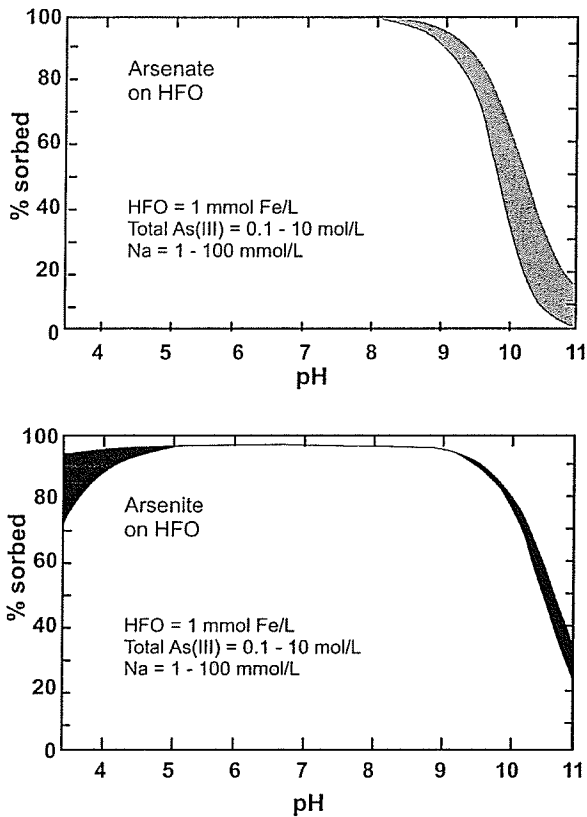 100
80
60
40
20
0
% sorbed
Arsenate
on HFO
HFO = 1 mmol Fe/L
Total As(III) = 0.1 - 10 mol/L
Na = 1 - 100 mmol/L
4 5 6 7 8 9 10 11
pH
100
80
60
40
20
0
% sorbed
Arsenite
on HFO
HFO = 1 mmol Fe/L
Total As(III) = 0.1 - 10 mol/L
Na = 1 - 100 mmol/L
4 5 6 7 8 9 10 11
pH